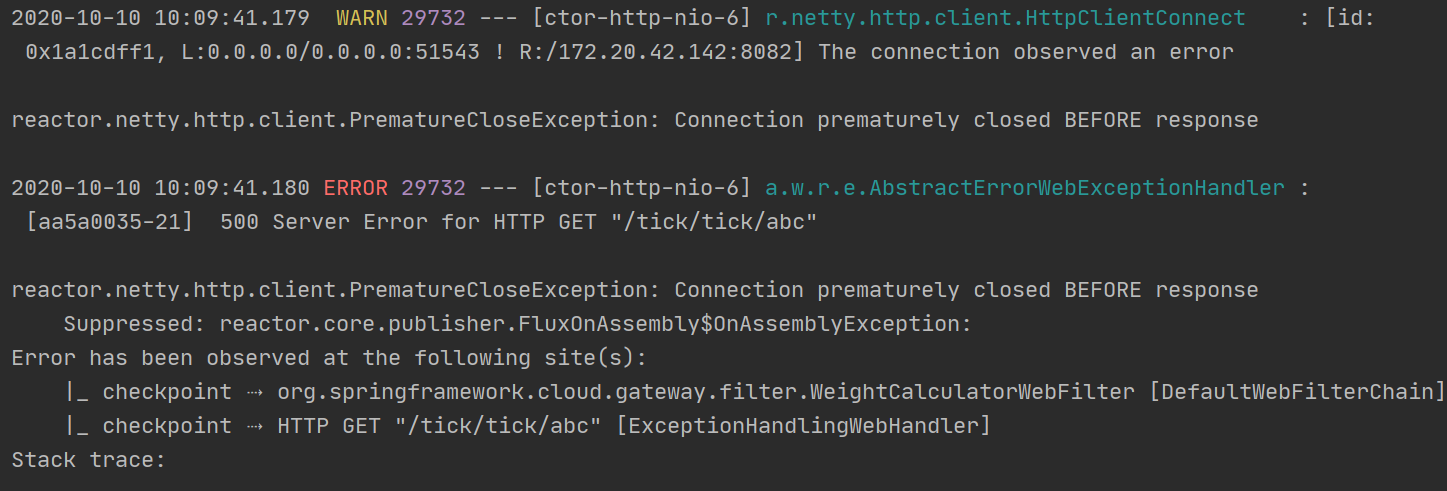 2020-10-10 10:09:41.179  WARN 29732 --- [ctor-http-nio-6] r.netty.http.client.HttpClientConnect    : [id:
 0x1a1cdff1, L:0.0.0.0/0.0.0.0:51543 ! R:/172.20.42.142:8082] The connection observed an error
reactor.netty.http.client.PrematureCloseException: Connection prematurely closed BEFORE response
2020-10-10 10:09:41.180 ERROR 29732 --- [ctor-http-nio-6] a.w.r.e.AbstractErrorWebExceptionHandler :
 [aa5a0035-21]  500 Server Error for HTTP GET "/tick/tick/abc"
reactor.netty.http.client.PrematureCloseException: Connection prematurely closed BEFORE response
    Suppressed: reactor.core.publisher.FluxOnAssembly$OnAssemblyException:
Error has been observed at the following site(s):
    |_ checkpoint ⇢ org.springframework.cloud.gateway.filter.WeightCalculatorWebFilter [DefaultWebFilterChain]
    |_ checkpoint ⇢ HTTP GET "/tick/tick/abc" [ExceptionHandlingWebHandler]
Stack trace: